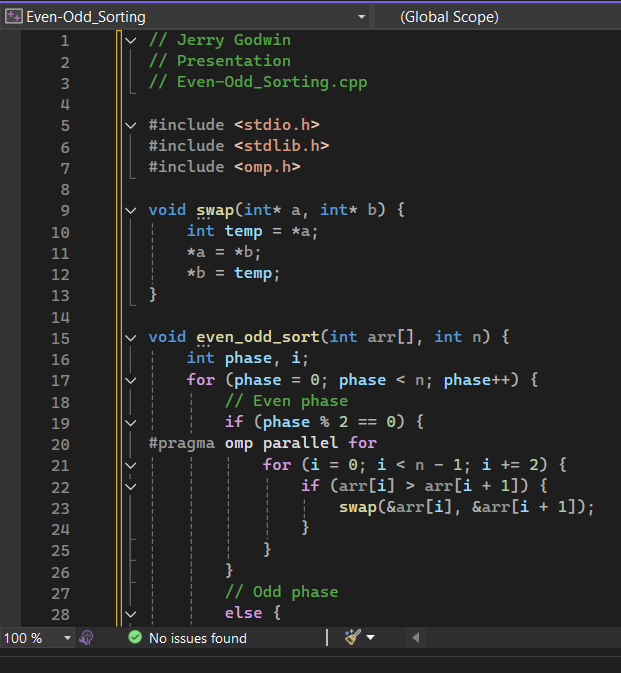 Even-Odd_Sorting (Global Scope)
1 // Jerry Godwin
2 // Presentation
3 // Even-Odd_Sorting.cpp
4
5 #include <stdio.h>
6 #include <stdlib.h>
7 #include <omp.h>
8
9 void swap(int* a, int* b) {
10     int temp = *a;
11     *a = *b;
12     *b = temp;
13 }
14
15 void even_odd_sort(int arr[], int n) {
16     int phase, i;
17     for (phase = 0; phase < n; phase++) {
18         // Even phase
19         if (phase % 2 == 0) {
20 #pragma omp parallel for
21             for (i = 0; i < n - 1; i += 2) {
22                 if (arr[i] > arr[i + 1]) {
23                     swap(&arr[i], &arr[i + 1]);
24                 }
25             }
26         }
27         // Odd phase
28         else {
100 % No issues found